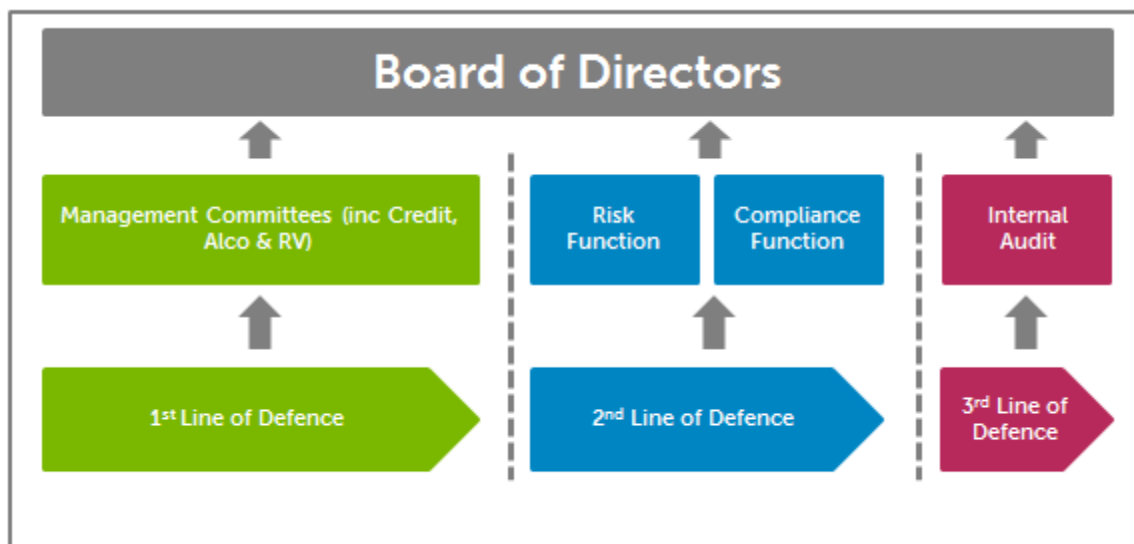 Board of Directors
Management Committees (inc Credit,
Alco & RV)
Risk
Function
Compliance
Function
Internal
Audit
1st Line of Defence
2nd Line of Defence
3rd Line of
Defence